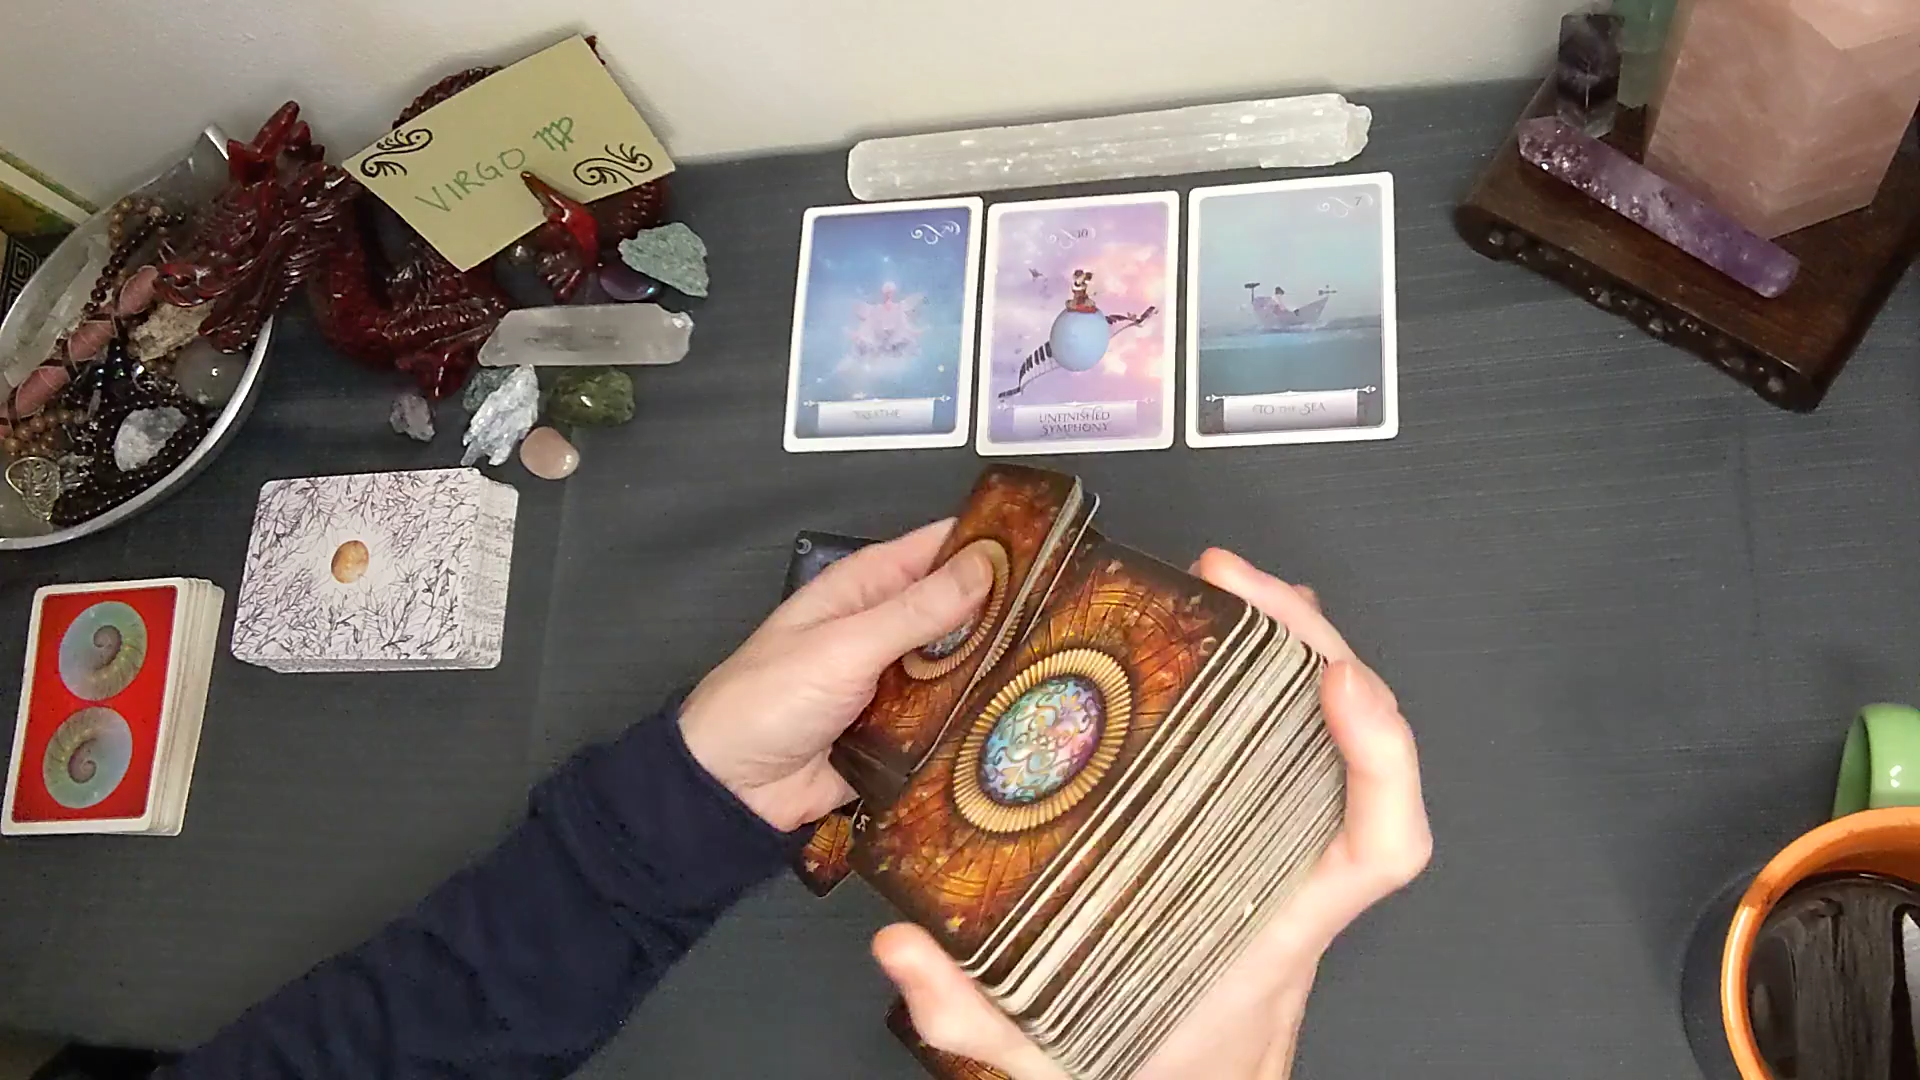 VIRGO ♍
BREATHE
10
UNFINISHED
SYMPHONY
7
TO THE SEA